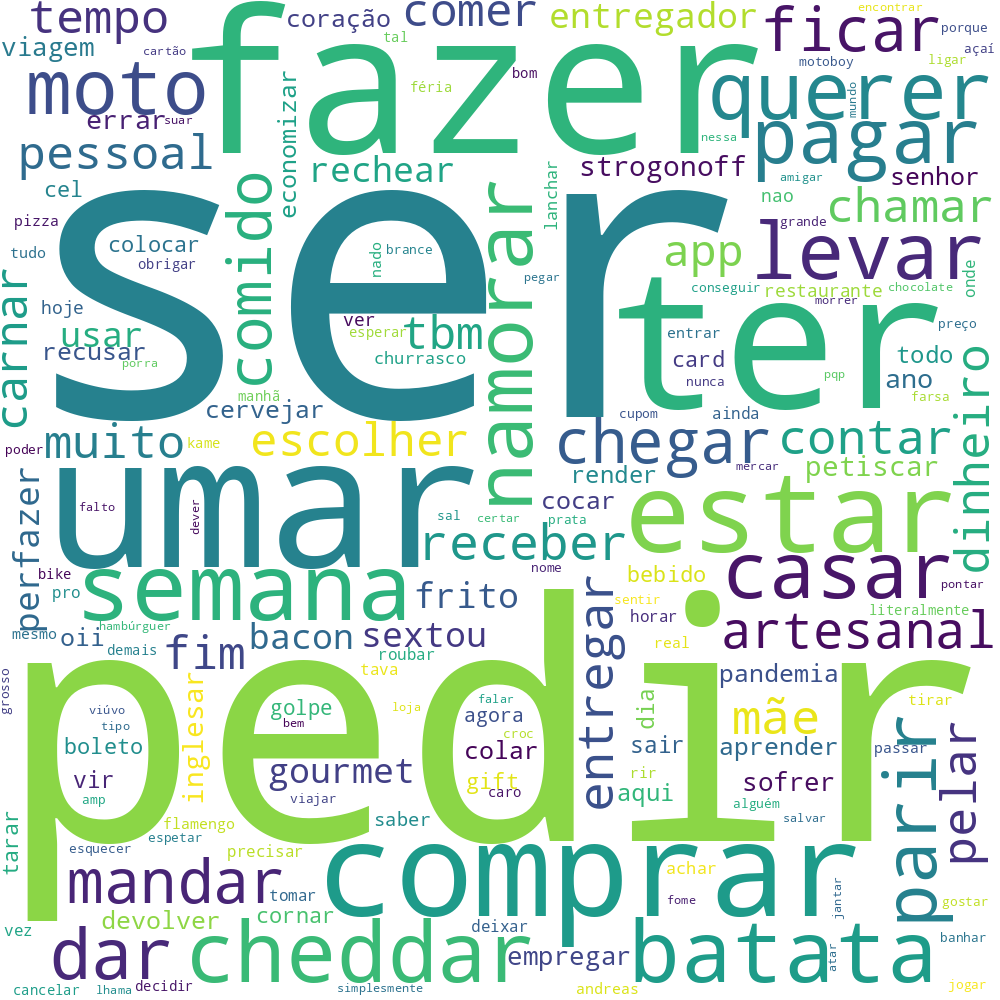 tempo
coração
comer
entregador
ficar
encontrar
porque
viagem
cartão
tal
fazer
açaí
ligar
motoboy
moto
féria
bom
querer
mundo
errar
suar
economizar
pagar
nessa
pessoal
rechear
strogonoff
amigar
senhor
cel
comido
lanchar
namorar
nao
chamar
pizza
ser
grande
tudo
colocar
obrigar
nado
brance
app
levar
onde
carnar
pegar
conseguir
restaurante
chocolate
hoje
ver
ter
morrer
usar
esperar
tbm
entrar
preço
recusar
porra
churrasco
card
nunca
pqp
todo
ano
manhã
cervejar
cupom
ainda
farsa
dinheiro
poder
muito
kame
escolher
chegar
contar
mercar
petiscar
perfazer
umar
falto
dever
render
cocar
estar
sal
certar
prata
receber
bike
pro
semana
nome
frito
bebido
casar
pontar
entregar
sentir
horar
literalmente
mesmo
oii
hambúrguer
demais
fim
bacon
sextou
roubar
real
artesanal
grosso
pedir
inglesar
tava
pandemia
viúvo
tipo
golpe
bem
loja
falar
agora
croc
dia
mãe
tirar
boleto
colar
sair
aprender
parir
passar
pelar
vir
amp
gourmet
viajar
gift
caro
rir
aqui
sofrer
alguém
salvar
tarar
flamengo
espetar
saber
esquecer
precisar
comprar
achar
mandar
tomar
fome
jantar
gostar
devolver
cornar
deixar
vez
dar
cheddar
empregar
batata
atar
banhar
cancelar
lhama
decidir
simplesmente
andreas
jogar